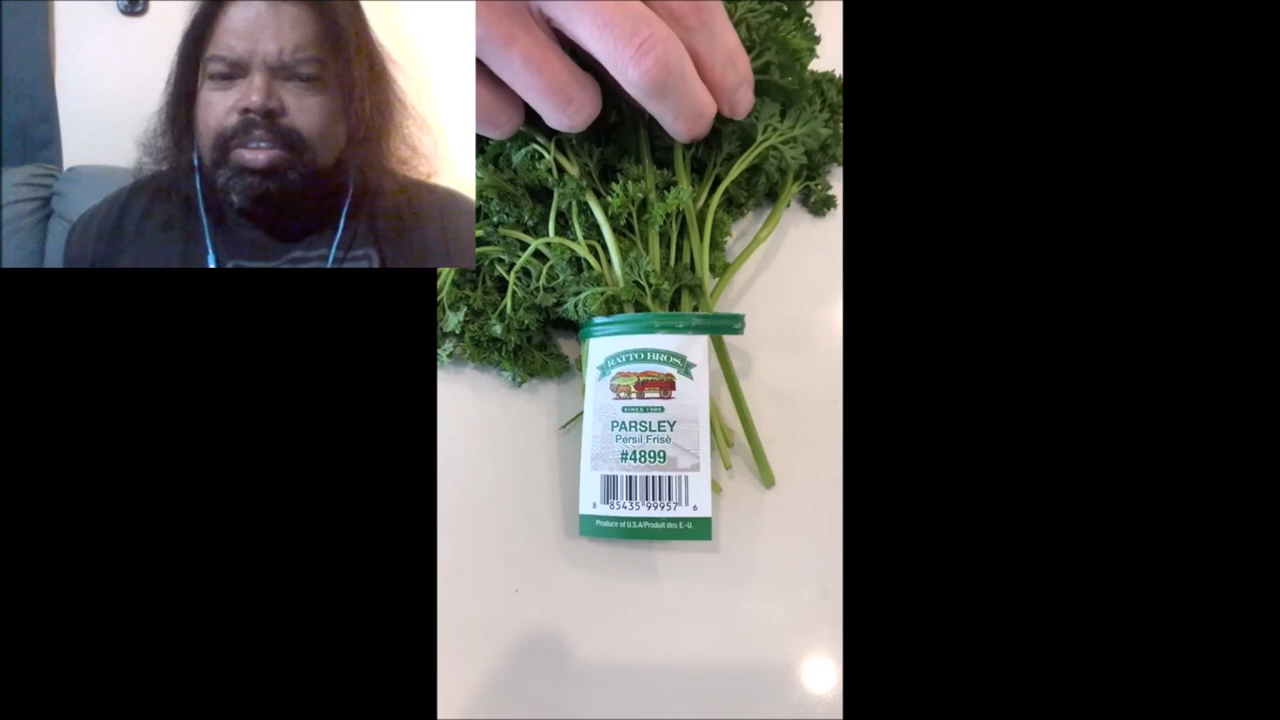 RATTO BROS.
SINCE 1905
PARSLEY
Persil Frisé
#4899
8 85435 99957 6
Produce of U.S.A/Produit des E.-U.